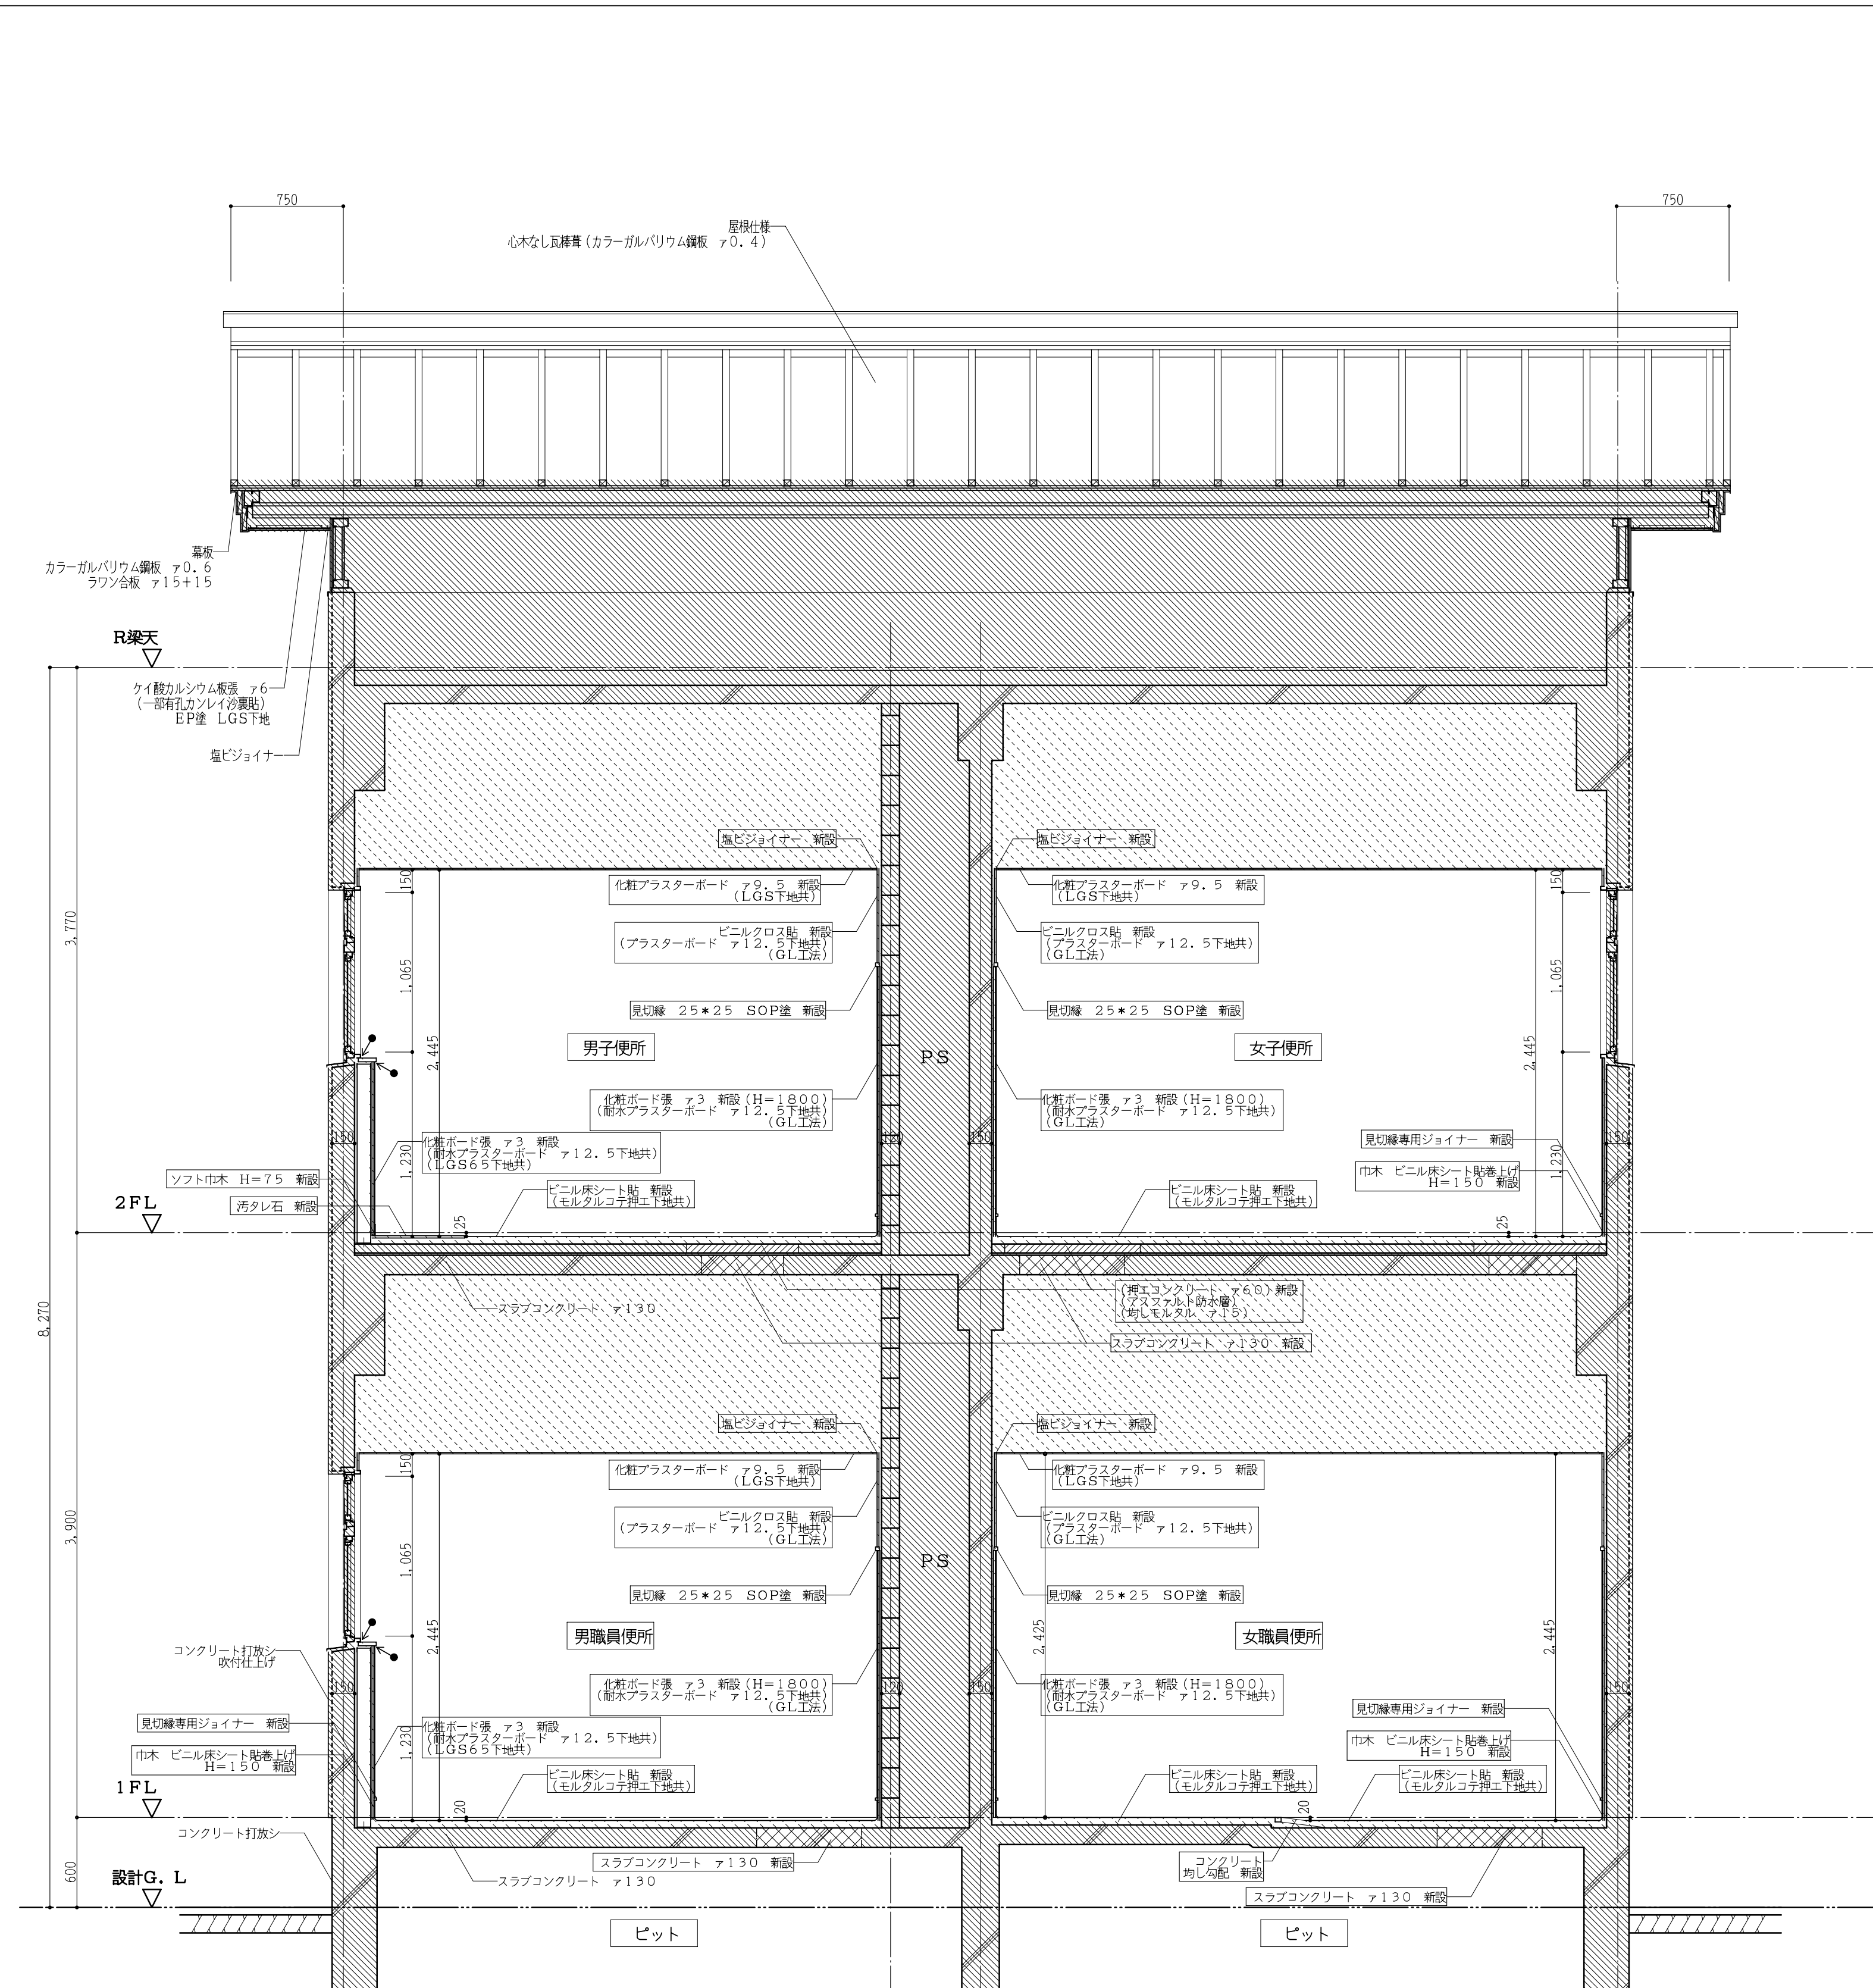 750
750
屋根仕様
心木なし瓦棒葺(カラーガルバリウム鋼板 ァ0.4)
幕板
カラーガルバリウム鋼板 ァ0.6
ラワン合板 ァ15+15
R梁天
ケイ酸カルシウム板張 ァ6
(一部有孔カンレイ沙裏貼)
EP塗 LGS下地
塩ビジョイナー
塩ビジョイナー 新設
塩ビジョイナー 新設
150
化粧プラスターボード ァ9.5 新設
(LGS下地共)
化粧プラスターボード ァ9.5 新設
(LGS下地共)
150
3,770
ビニルクロス貼 新設
(プラスターボード ァ12.5下地共)
(GL工法)
ビニルクロス貼 新設
(プラスターボード ァ12.5下地共)
(GL工法)
1,065
1,065
見切縁 25*25 SOP塗 新設
見切縁 25*25 SOP塗 新設
2,445
男子便所
PS
女子便所
2,445
化粧ボード張 ァ3 新設(H=1800)
(耐水プラスターボード ァ12.5下地共)
(GL工法)
化粧ボード張 ァ3 新設(H=1800)
(耐水プラスターボード ァ12.5下地共)
(GL工法)
150
120
150
150
化粧ボード張 ァ3 新設
(耐水プラスターボード ァ12.5下地共)
(LGS65下地共)
見切縁専用ジョイナー 新設
1,230
1,230
ソフト巾木 H=75 新設
巾木 ビニル床シート貼巻上げ
H=150 新設
汚タレ石 新設
ビニル床シート貼 新設
(モルタルコテ押エ下地共)
ビニル床シート貼 新設
(モルタルコテ押エ下地共)
2FL
25
25
8,270
スラブコンクリート ァ130
(押エコンクリート ァ60)新設
(アスファルト防水層)
(均しモルタル ァ15)
スラブコンクリート ァ130 新設
塩ビジョイナー 新設
塩ビジョイナー 新設
150
化粧プラスターボード ァ9.5 新設
(LGS下地共)
化粧プラスターボード ァ9.5 新設
(LGS下地共)
3,900
ビニルクロス貼 新設
(プラスターボード ァ12.5下地共)
(GL工法)
ビニルクロス貼 新設
(プラスターボード ァ12.5下地共)
(GL工法)
1,065
PS
見切縁 25*25 SOP塗 新設
見切縁 25*25 SOP塗 新設
2,445
男職員便所
2,425
女職員便所
2,445
コンクリート打放シ
吹付仕上げ
化粧ボード張 ァ3 新設(H=1800)
(耐水プラスターボード ァ12.5下地共)
(GL工法)
化粧ボード張 ァ3 新設(H=1800)
(耐水プラスターボード ァ12.5下地共)
(GL工法)
150
120
150
150
見切縁専用ジョイナー 新設
化粧ボード張 ァ3 新設
(耐水プラスターボード ァ12.5下地共)
(LGS65下地共)
見切縁専用ジョイナー 新設
1,230
巾木 ビニル床シート貼巻上げ
H=150 新設
巾木 ビニル床シート貼巻上げ
H=150 新設
ビニル床シート貼 新設
(モルタルコテ押エ下地共)
ビニル床シート貼 新設
(モルタルコテ押エ下地共)
ビニル床シート貼 新設
(モルタルコテ押エ下地共)
1FL
20
20
コンクリート打放シ
スラブコンクリート ァ130 新設
コンクリート
均し勾配 新設
600
設計G.L
スラブコンクリート ァ130
スラブコンクリート ァ130 新設
ピット
ピット